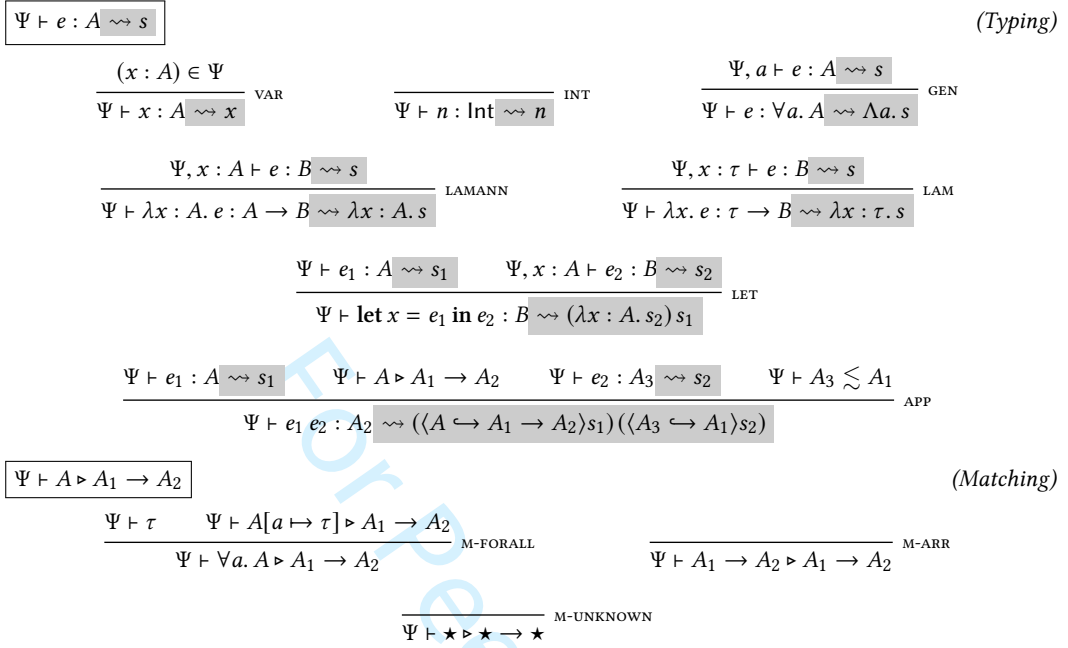 Ψ ⊢ e : A ⇝ s (Typing)
(x : A) ∈ Ψ
Ψ ⊢ x : A ⇝ x VAR
Ψ ⊢ n : Int ⇝ n INT
Ψ, a ⊢ e : A ⇝ s
Ψ ⊢ e : ∀a. A ⇝ Λa. s GEN
Ψ, x : A ⊢ e : B ⇝ s
Ψ ⊢ λx : A. e : A → B ⇝ λx : A. s LAMANN
Ψ, x : τ ⊢ e : B ⇝ s
Ψ ⊢ λx. e : τ → B ⇝ λx : τ. s LAM
Ψ ⊢ e₁ : A ⇝ s₁ Ψ, x : A ⊢ e₂ : B ⇝ s₂
Ψ ⊢ let x = e₁ in e₂ : B ⇝ (λx : A. s₂) s₁ LET
Ψ ⊢ e₁ : A ⇝ s₁ Ψ ⊢ A ▹ A₁ → A₂ Ψ ⊢ e₂ : A₃ ⇝ s₂ Ψ ⊢ A₃ ≲ A₁
Ψ ⊢ e₁ e₂ : A₂ ⇝ (⟨A ↪ A₁ → A₂⟩s₁) (⟨A₃ ↪ A₁⟩s₂) APP
Ψ ⊢ A ▹ A₁ → A₂ (Matching)
Ψ ⊢ τ Ψ ⊢ A[a ↦ τ] ▹ A₁ → A₂
Ψ ⊢ ∀a. A ▹ A₁ → A₂ M-FORALL
Ψ ⊢ A₁ → A₂ ▹ A₁ → A₂ M-ARR
Ψ ⊢ ★ ▹ ★ → ★ M-UNKNOWN
For Pe